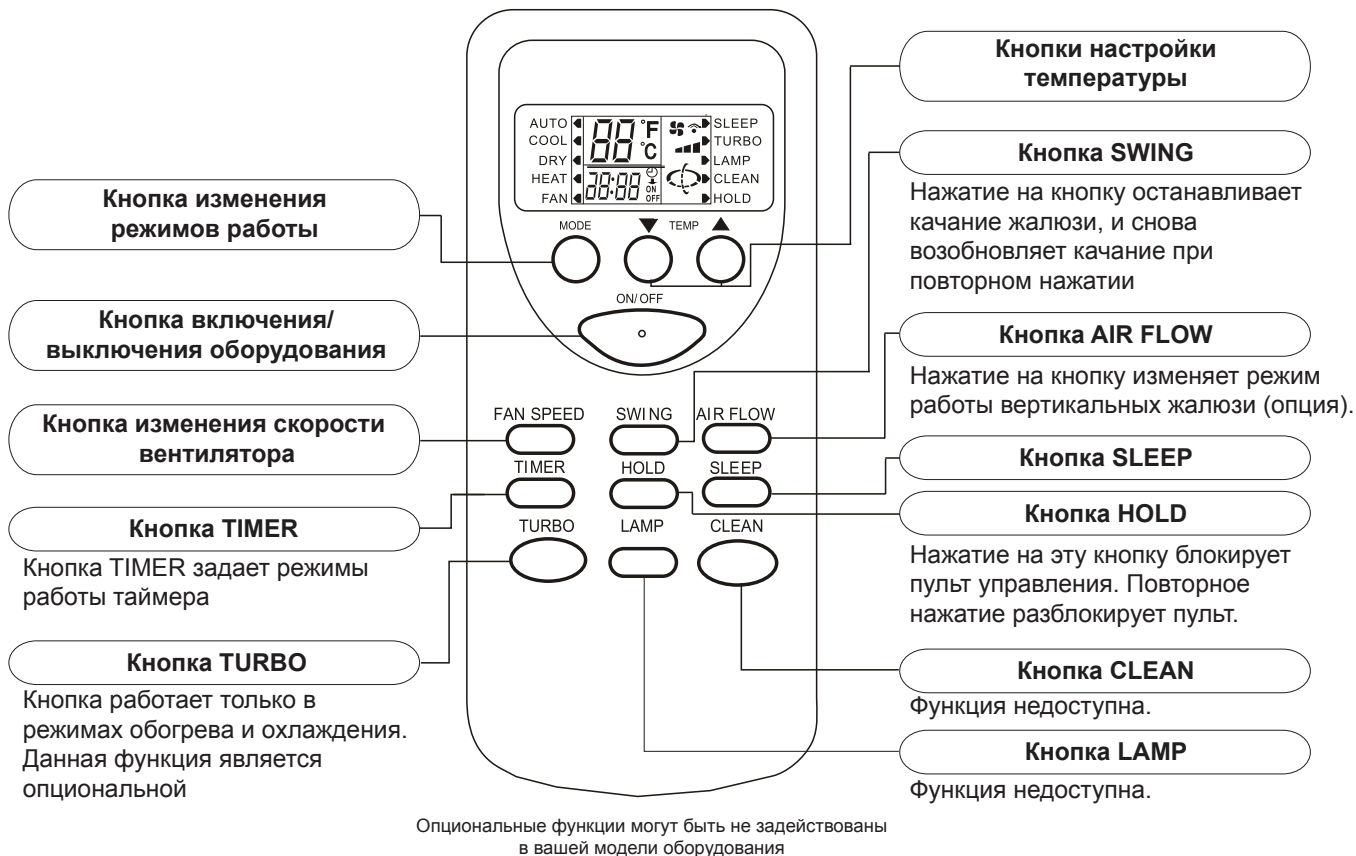 Кнопка изменения
режимов работы
Кнопка включения/
выключения оборудования
Кнопка изменения скорости
вентилятора
Кнопка TIMER
Кнопка TIMER задает режимы
работы таймера
Кнопка TURBO
Кнопка работает только в
режимах обогрева и охлаждения.
Данная функция является
опциональной
AUTO
COOL
DRY
HEAT
FAN
88 °F
°C
88:88 ON
OFF
SLEEP
TURBO
LAMP
CLEAN
HOLD
MODE ▼ TEMP ▲
ON/OFF
FAN SPEED SWING AIR FLOW
TIMER HOLD SLEEP
TURBO LAMP CLEAN
Кнопки настройки
температуры
Кнопка SWING
Нажатие на кнопку останавливает
качание жалюзи, и снова
возобновляет качание при
повторном нажатии
Кнопка AIR FLOW
Нажатие на кнопку изменяет режим
работы вертикальных жалюзи (опция).
Кнопка SLEEP
Кнопка HOLD
Нажатие на эту кнопку блокирует
пульт управления. Повторное
нажатие разблокирует пульт.
Кнопка CLEAN
Функция недоступна.
Кнопка LAMP
Функция недоступна.
Опциональные функции могут быть не задействованы
в вашей модели оборудования